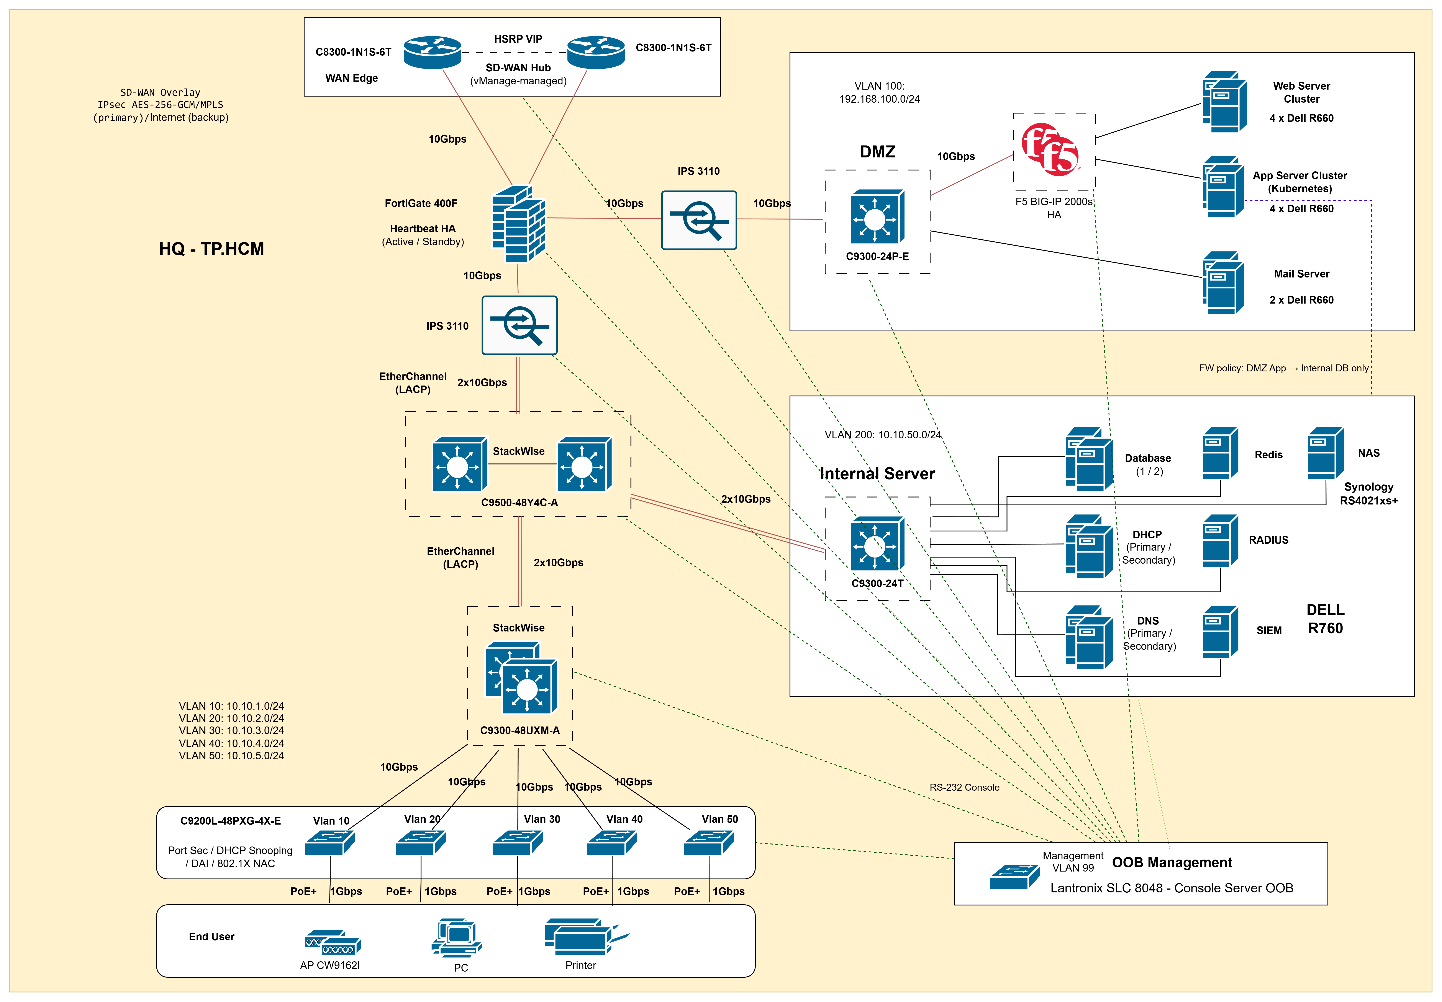 C8300-1N1S-6T
HSRP VIP
C8300-1N1S-6T
SD-WAN Hub
(vManage-managed)
WAN Edge
SD-WAN Overlay
IPsec AES-256-GCM/MPLS
(primary)/Internet (backup)
10Gbps
HQ - TP.HCM
FortiGate 400F
Heartbeat HA
(Active / Standby)
10Gbps
IPS 3110
10Gbps
10Gbps
IPS 3110
EtherChannel
(LACP)
2x10Gbps
StackWise
C9500-48Y4C-A
EtherChannel
(LACP)
2x10Gbps
2x10Gbps
StackWise
C9300-48UXM-A
VLAN 100:
192.168.100.0/24
DMZ
C9300-24P-E
10Gbps
f5
f5
F5 BIG-IP 2000s
HA
Web Server
Cluster
4 x Dell R660
App Server Cluster
(Kubernetes)
4 x Dell R660
Mail Server
2 x Dell R660
FW policy: DMZ App → Internal DB only
VLAN 200: 10.10.50.0/24
Internal Server
C9300-24T
Database
(1 / 2)
Redis
NAS
Synology
RS4021xs+
DHCP
(Primary /
Secondary)
RADIUS
DNS
(Primary /
Secondary)
SIEM
DELL
R760
VLAN 10: 10.10.1.0/24
VLAN 20: 10.10.2.0/24
VLAN 30: 10.10.3.0/24
VLAN 40: 10.10.4.0/24
VLAN 50: 10.10.5.0/24
10Gbps
10Gbps
10Gbps
10Gbps
10Gbps
C9200L-48PXG-4X-E
Vlan 10
Vlan 20
Vlan 30
Vlan 40
Vlan 50
Port Sec / DHCP Snooping
/ DAI / 802.1X NAC
PoE+
1Gbps
PoE+
1Gbps
PoE+
1Gbps
PoE+
1Gbps
PoE+
1Gbps
End User
AP CW9162I
PC
Printer
RS-232 Console
Management
VLAN 99
OOB Management
Lantronix SLC 8048 - Console Server OOB